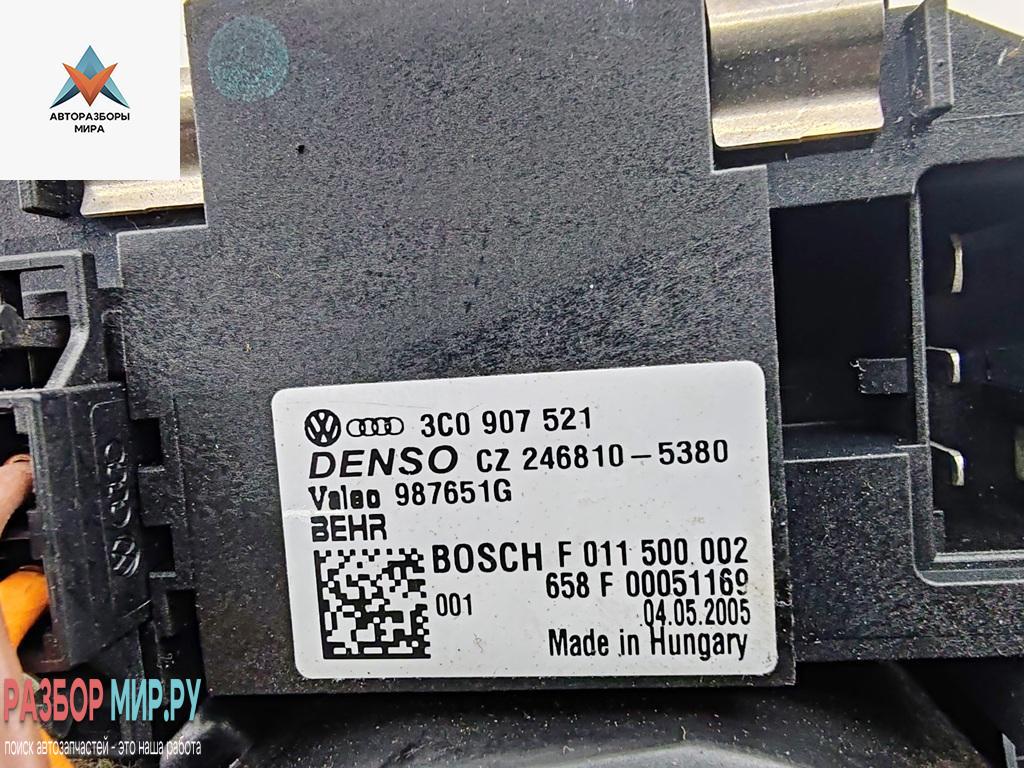 АВТОРАЗБОРЫ
МИРА
3C0 907 521
DENSO CZ 246810-5380
Valeo 987651G
BEHR
BOSCH F 011 500 002
658 F 00051169
001
04.05.2005
Made in Hungary
РАЗБОР МИР.РУ
поиск автозапчастей - это наша работа